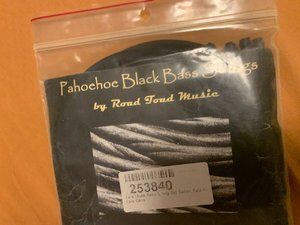 Pahoehoe Black Bass Strings
by Road Toad Music
253840